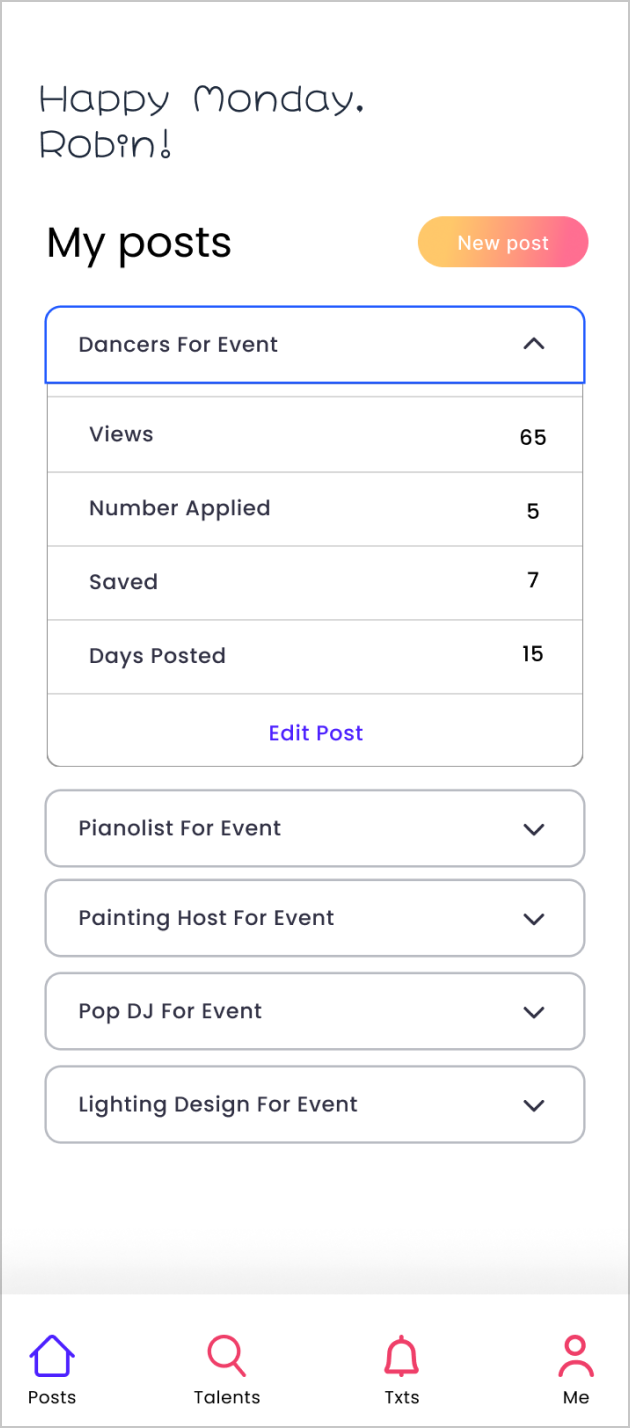 Happy Monday,
Robin!
My posts
New post
Dancers For Event
Views 65
Number Applied 5
Saved 7
Days Posted 15
Edit Post
Pianolist For Event
Painting Host For Event
Pop DJ For Event
Lighting Design For Event
Posts Talents Txts Me